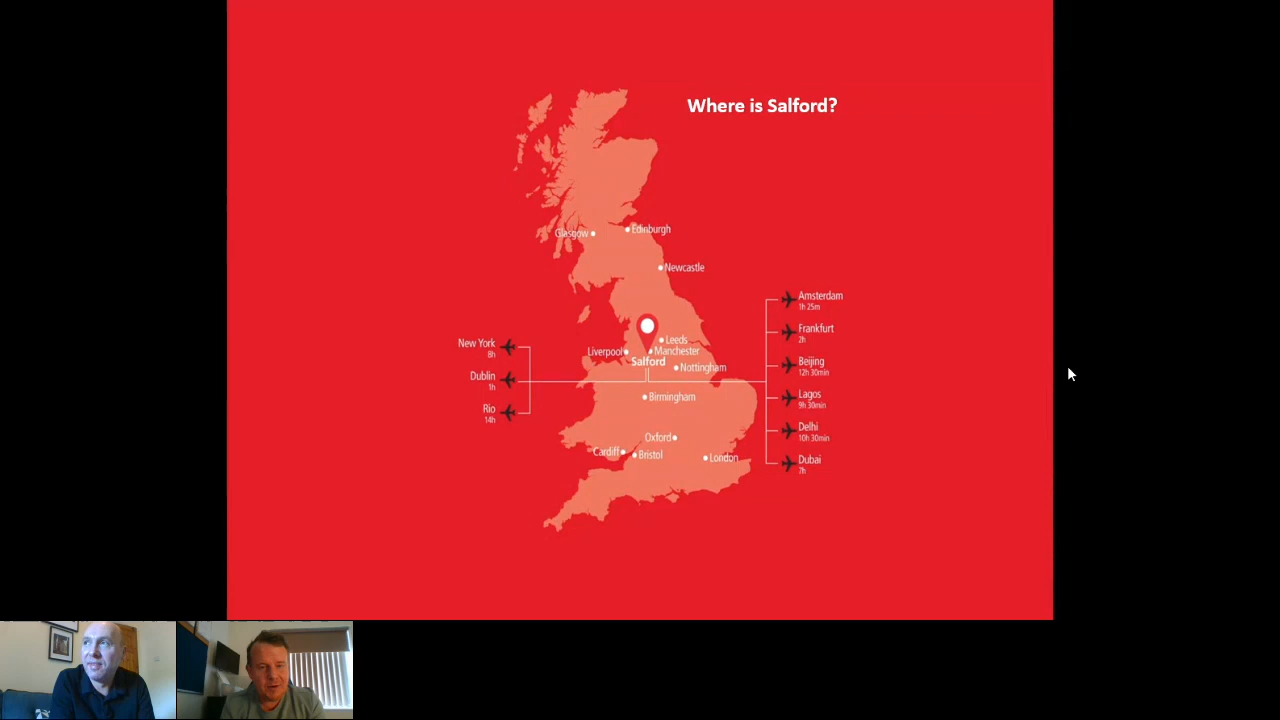 Where is Salford?
Glasgow
Edinburgh
Newcastle
Leeds
Liverpool
Manchester
Salford
Nottingham
Birmingham
Oxford
Cardiff
Bristol
London
New York
8h
Dublin
1h
Rio
14h
Amsterdam
1h 25m
Frankfurt
2h
Beijing
12h 30min
Lagos
9h 30min
Delhi
10h 30min
Dubai
7h